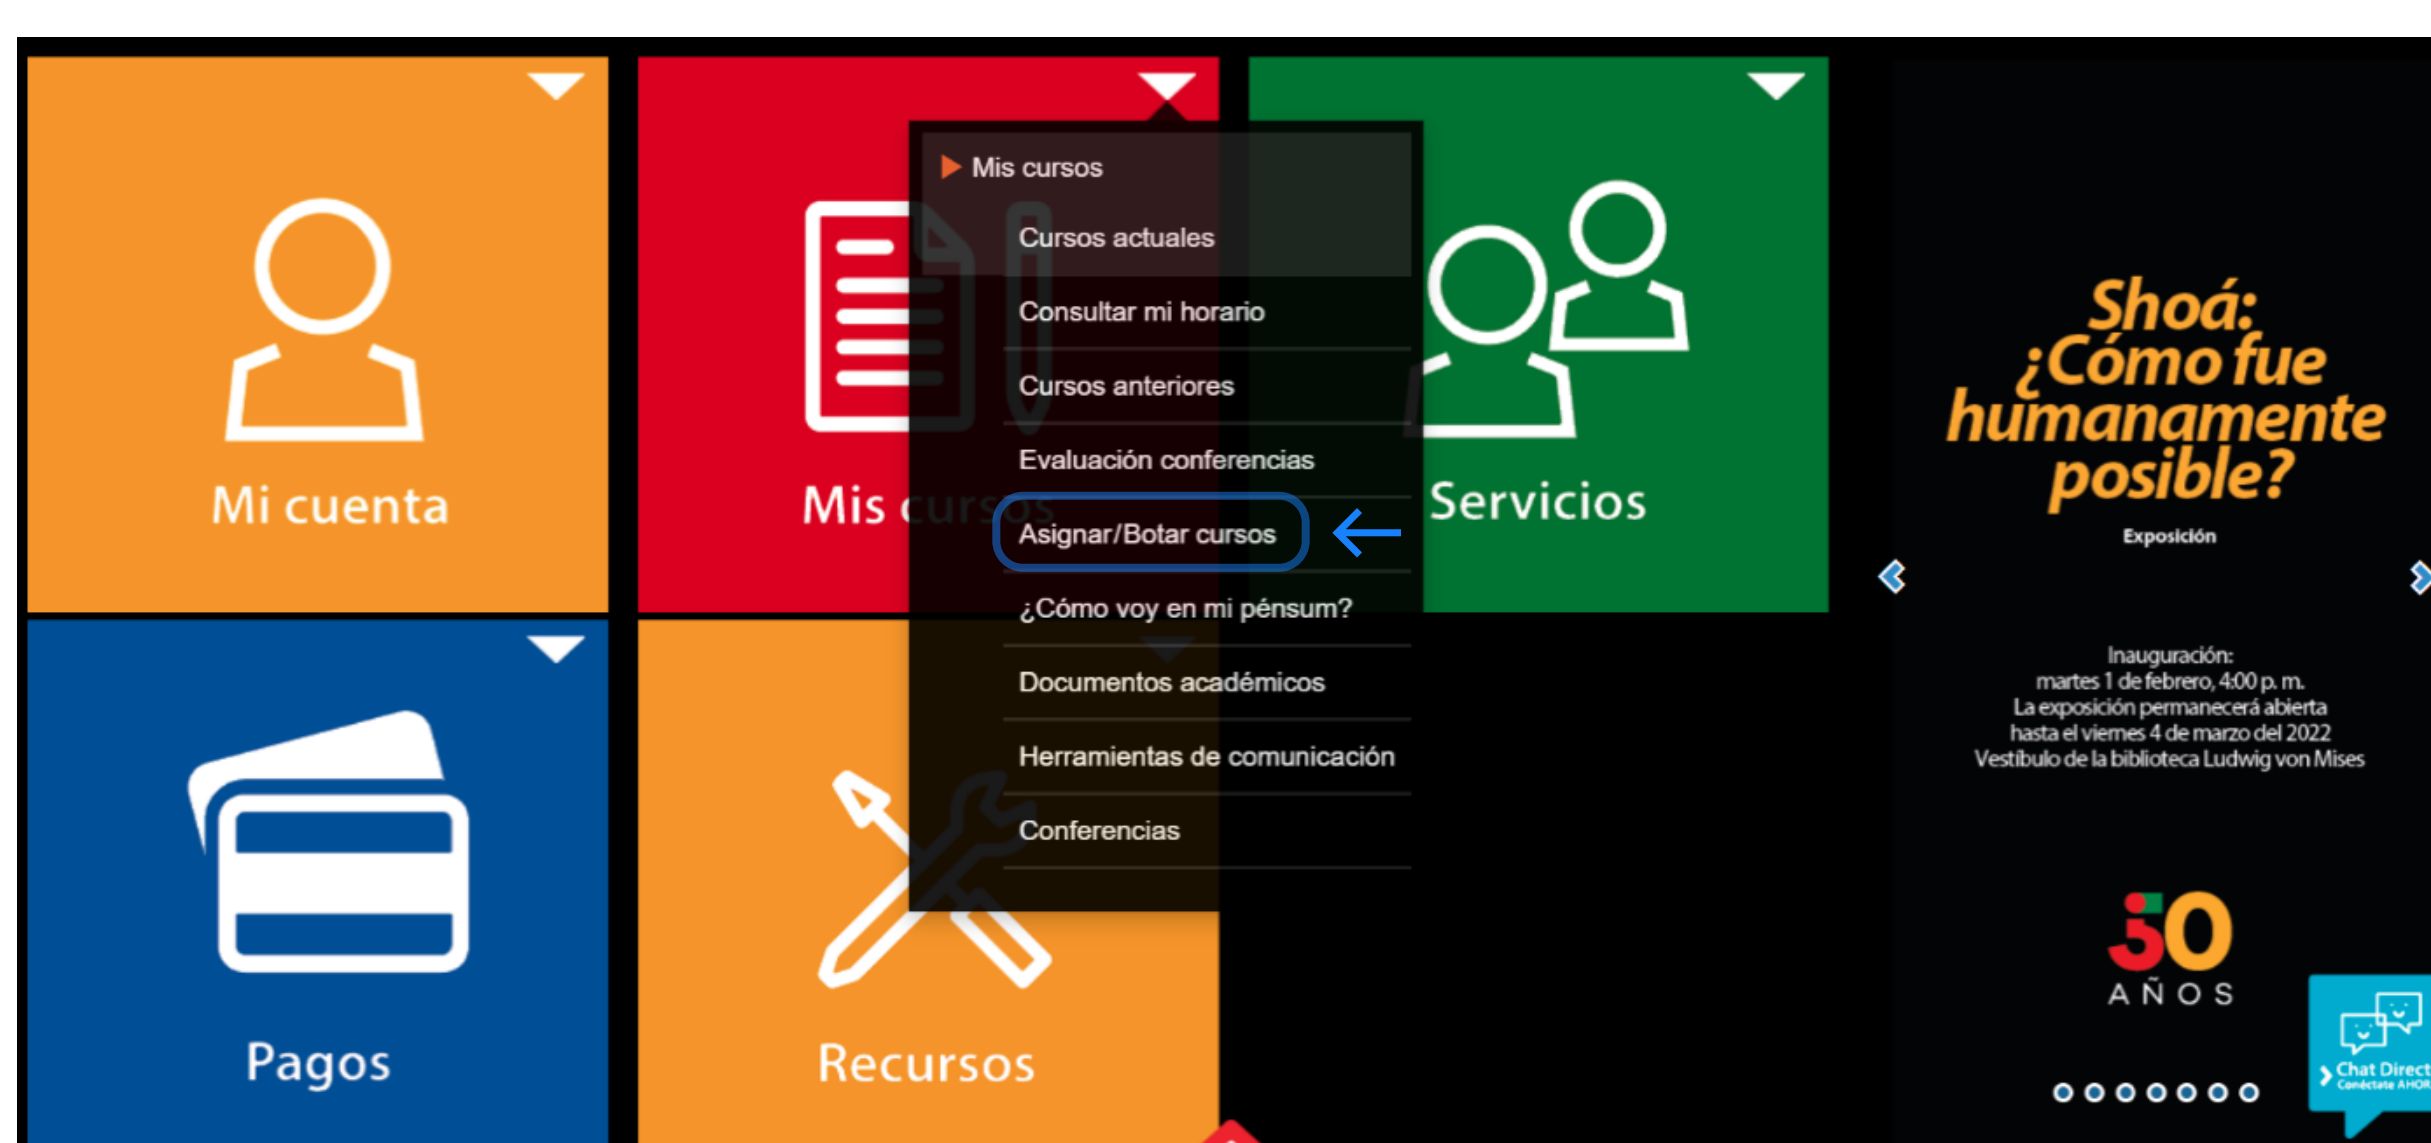 Mi cuenta
Mis cursos
Servicios
Mis cursos
Cursos actuales
Consultar mi horario
Cursos anteriores
Evaluación conferencias
Asignar/Botar cursos
¿Cómo voy en mi pénsum?
Documentos académicos
Herramientas de comunicación
Conferencias
Pagos
Recursos
Shoá:
¿Cómo fue
humanamente
posible?
Exposición
Inauguración:
martes 1 de febrero, 4:00 p. m.
La exposición permanecerá abierta
hasta el viernes 4 de marzo del 2022
Vestíbulo de la biblioteca Ludwig von Mises
50
AÑOS
Chat Direct
Conéctate AHOR